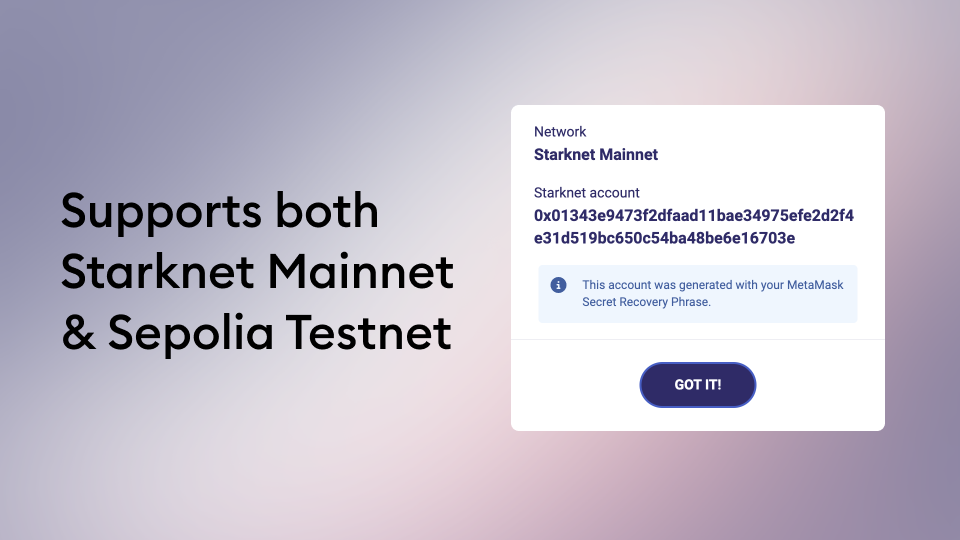 Supports both
Starknet Mainnet
& Sepolia Testnet
Network
Starknet Mainnet
Starknet account
0x01343e9473f2dfaad11bae34975efe2d2f4
e31d519bc650c54ba48be6e16703e
This account was generated with your MetaMask
Secret Recovery Phrase.
GOT IT!